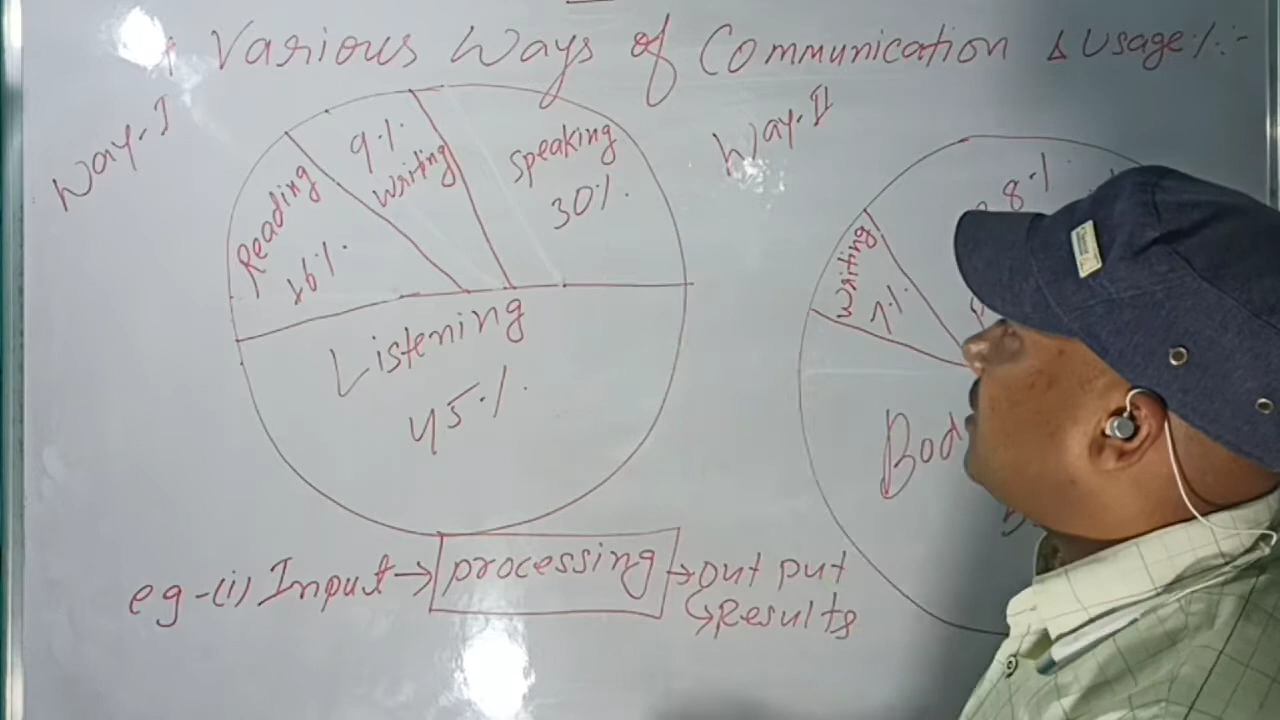 Various Ways of Communication & Usage%:-
Way-I
Reading
16%.
9%.
Writing
Speaking
30%.
Listening
45%.
Way-II
8%.
Writing
7%.
Bod
eg-(i) Input → processing → out put
↳Results